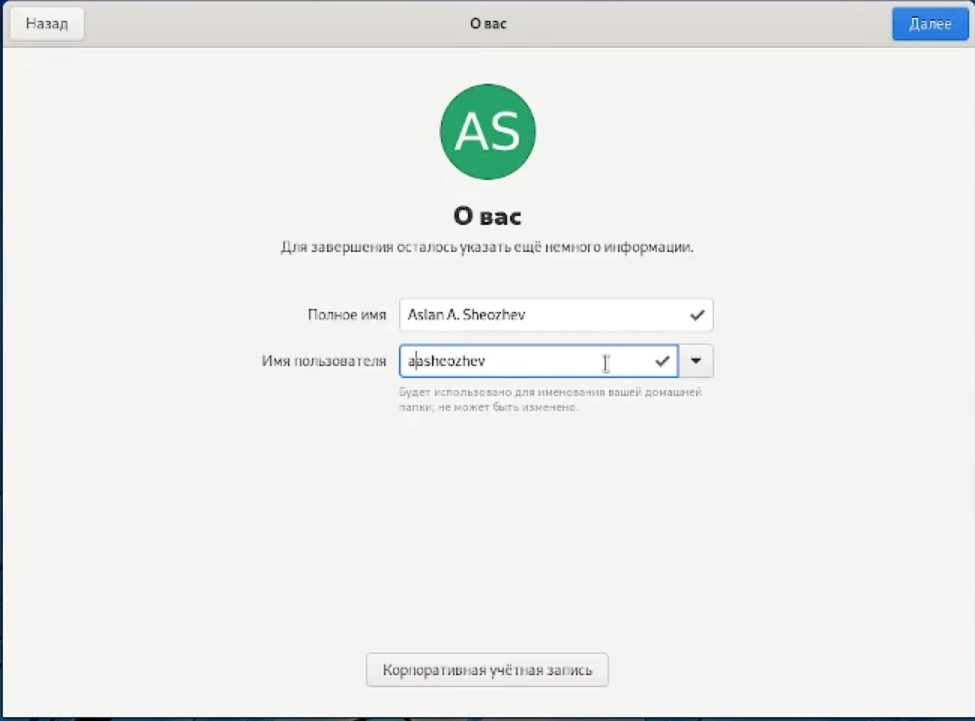 Назад
О вас
Далее
AS
О вас
Для завершения осталось указать ещё немного информации.
Полное имя Aslan A. Sheozhev
Имя пользователя aasheozhev
Будет использовано для именования вашей домашней
папки; не может быть изменено.
Корпоративная учётная запись